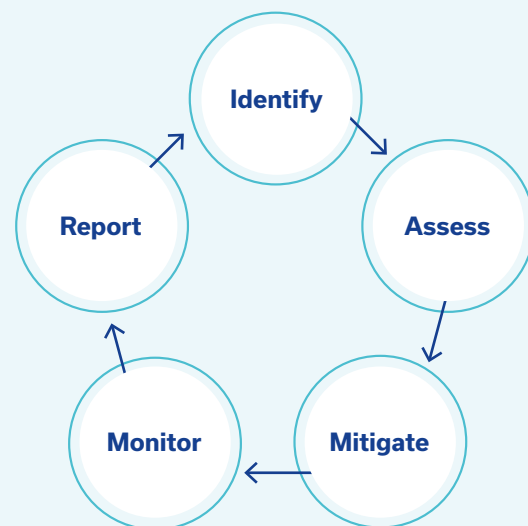 Identify
Assess
Mitigate
Monitor
Report